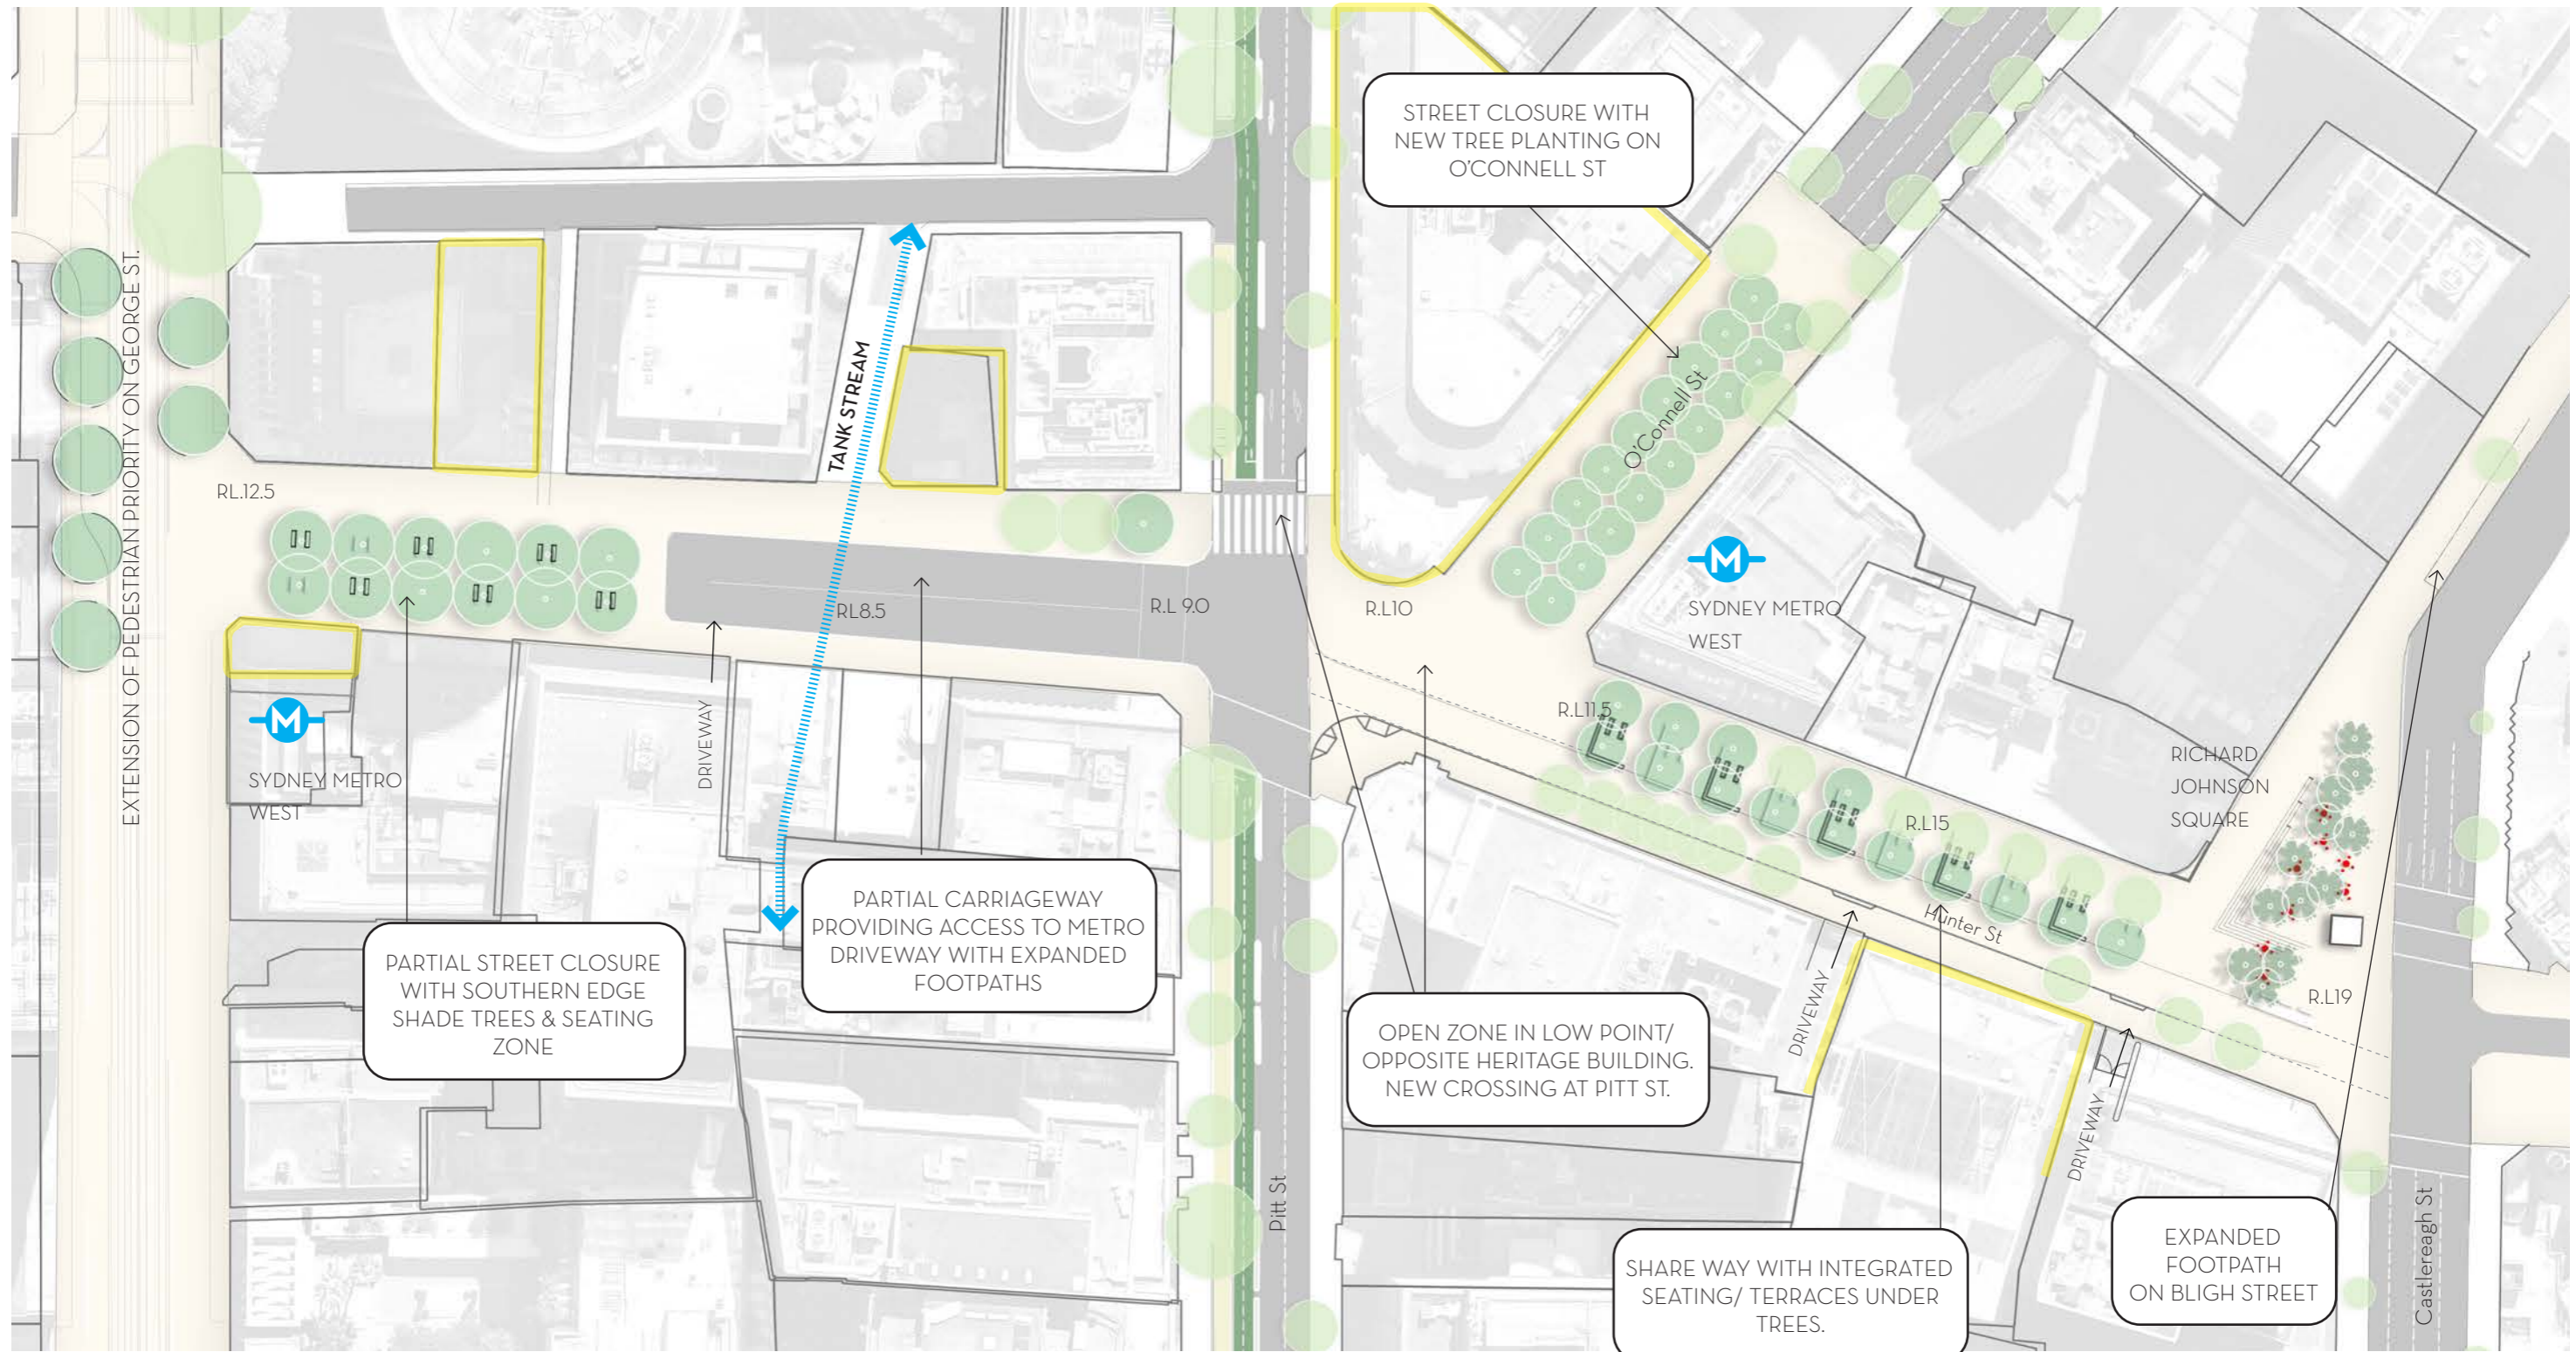 STREET CLOSURE WITH
NEW TREE PLANTING ON
O'CONNELL ST
EXTENSION OF PEDESTRIAN PRIORITY ON GEORGE ST.
TANK STREAM
O'Connell St
RL.12.5
RL8.5
R.L 9.0
R.L10
M
SYDNEY METRO
WEST
M
SYDNEY METRO
WEST
DRIVEWAY
R.L11.5
R.L15
RICHARD
JOHNSON
SQUARE
Hunter St
R.L19
PARTIAL STREET CLOSURE
WITH SOUTHERN EDGE
SHADE TREES & SEATING
ZONE
PARTIAL CARRIAGEWAY
PROVIDING ACCESS TO METRO
DRIVEWAY WITH EXPANDED
FOOTPATHS
OPEN ZONE IN LOW POINT/
OPPOSITE HERITAGE BUILDING.
NEW CROSSING AT PITT ST.
DRIVEWAY
DRIVEWAY
Pitt St
SHARE WAY WITH INTEGRATED
SEATING/ TERRACES UNDER
TREES.
EXPANDED
FOOTPATH
ON BLIGH STREET
Castlereagh St